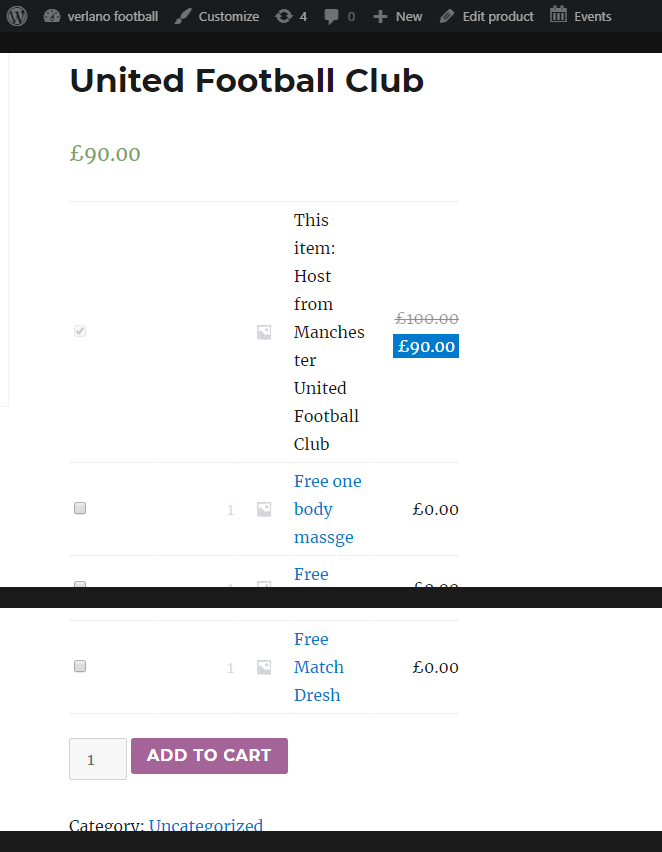 verlano football Customize 4 0 New Edit product Events
United Football Club
£90.00
This
item:
Host
from
£100.00
Manches
£90.00
ter
United
Football
Club
Free one
1 body £0.00
massge
Free
1 £0.00
Free
1 Match £0.00
Dresh
1 ADD TO CART
Category: Uncategorized